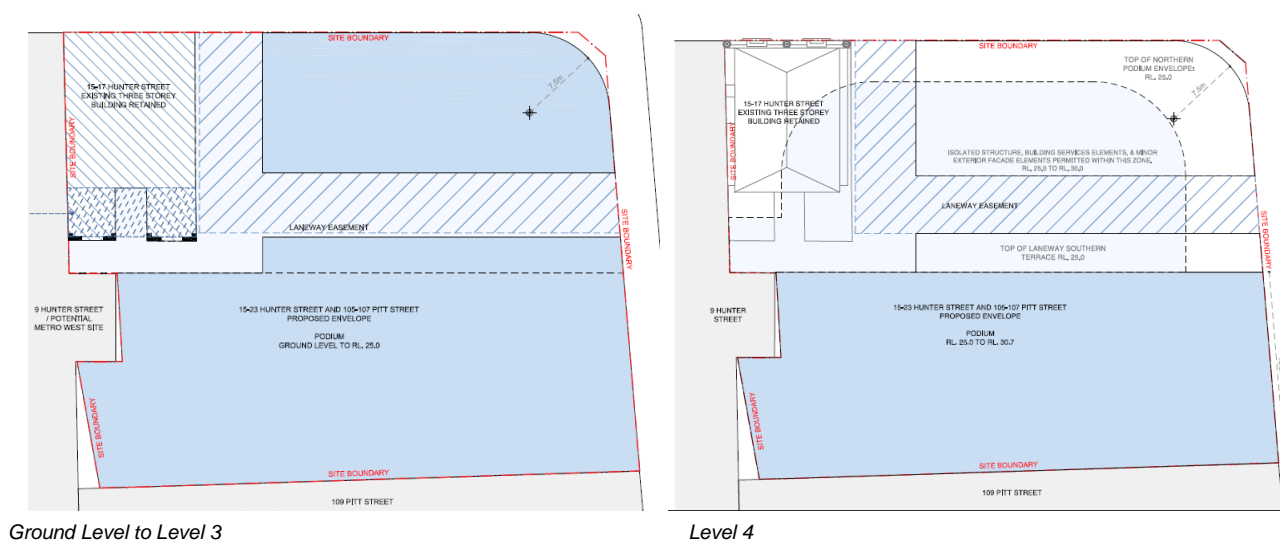 SITE BOUNDARY
15-17 HUNTER STREET
EXISTING THREE STOREY
BUILDING RETAINED
7.5m
SITE BOUNDARY
SITE BOUNDARY
LANEWAY EASEMENT
9 HUNTER STREET
/ POTENTIAL
METRO WEST SITE
15-23 HUNTER STREET AND 105-107 PITT STREET
PROPOSED ENVELOPE
PODIUM
GROUND LEVEL TO RL. 25.0
SITE BOUNDARY
SITE BOUNDARY
109 PITT STREET
Ground Level to Level 3
SITE BOUNDARY
TOP OF NORTHERN
PODIUM ENVELOPE:
RL. 25.0
7.5m
15-17 HUNTER STREET
EXISTING THREE STOREY
BUILDING RETAINED
SITE BOUNDARY
ISOLATED STRUCTURE, BUILDING SERVICES ELEMENTS, & MINOR
EXTERIOR FACADE ELEMENTS PERMITTED WITHIN THIS ZONE.
RL. 25.0 TO RL. 30.0
LANEWAY EASEMENT
SITE BOUNDARY
TOP OF LANEWAY SOUTHERN
TERRACE RL. 25.0
9 HUNTER
STREET
15-23 HUNTER STREET AND 105-107 PITT STREET
PROPOSED ENVELOPE
PODIUM
RL. 25.0 TO RL. 30.7
SITE BOUNDARY
SITE BOUNDARY
109 PITT STREET
Level 4